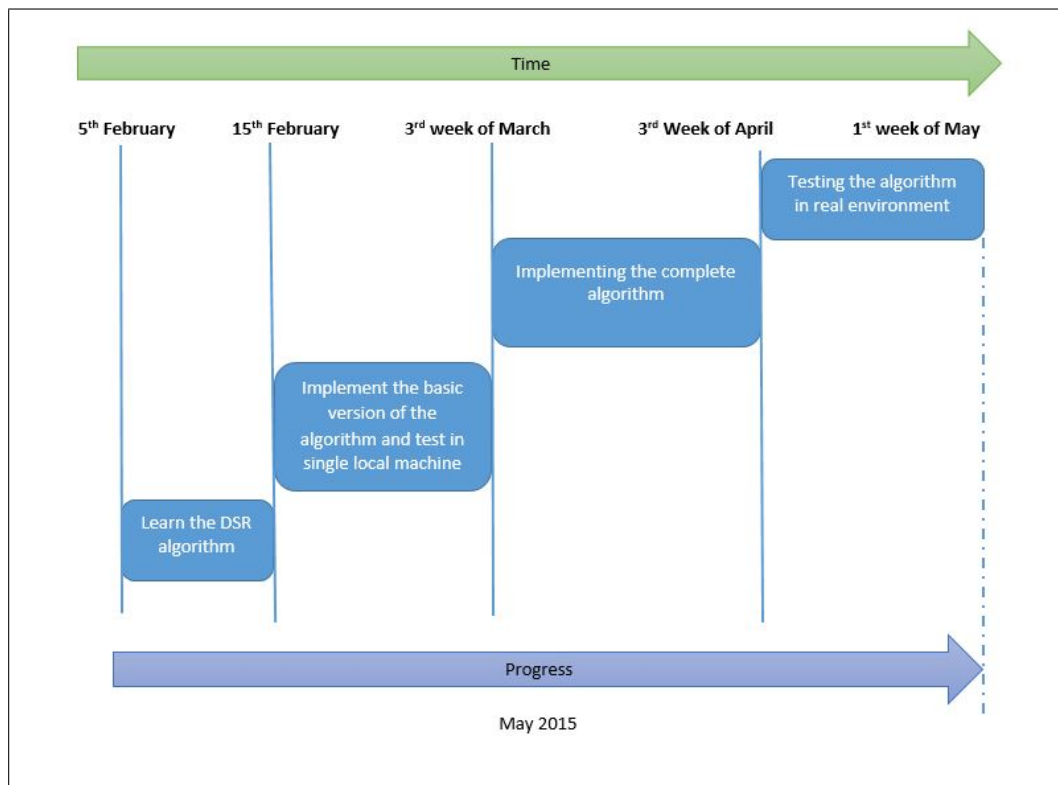 Time
5th February
15th February
3rd week of March
3rd Week of April
1st week of May
Testing the algorithm
in real environment
Implementing the complete
algorithm
Implement the basic
version of the
algorithm and test in
single local machine
Learn the DSR
algorithm
Progress
May 2015